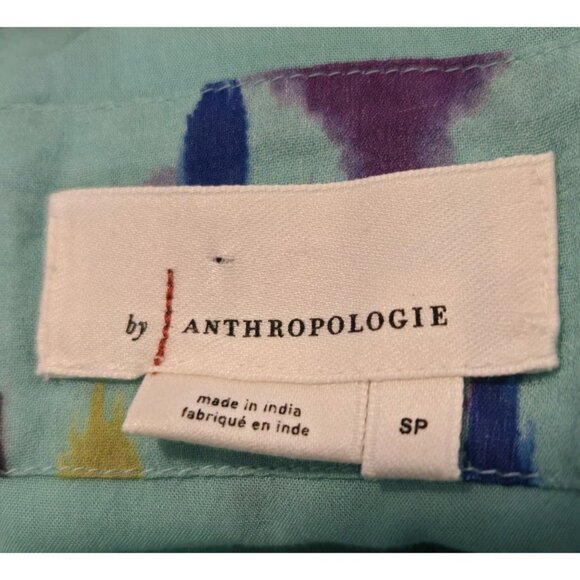 by ANTHROPOLOGIE
made in india
fabriqué en inde
SP